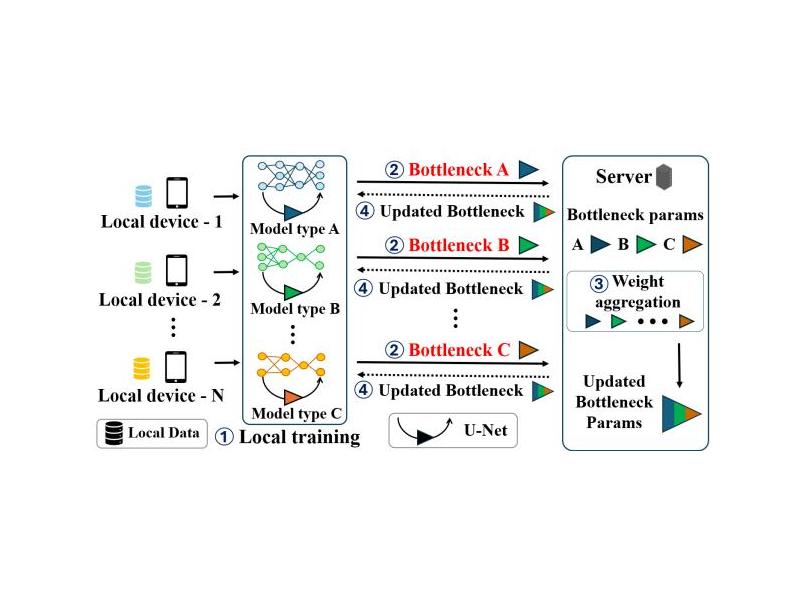 Local device - 1
Local device - 2
Local device - N
Local Data
Model type A
Model type B
Model type C
① Local training
② Bottleneck A
④ Updated Bottleneck
② Bottleneck B
④ Updated Bottleneck
② Bottleneck C
④ Updated Bottleneck
U-Net
Server
Bottleneck params
A B C
③ Weight
aggregation
Updated
Bottleneck
Params